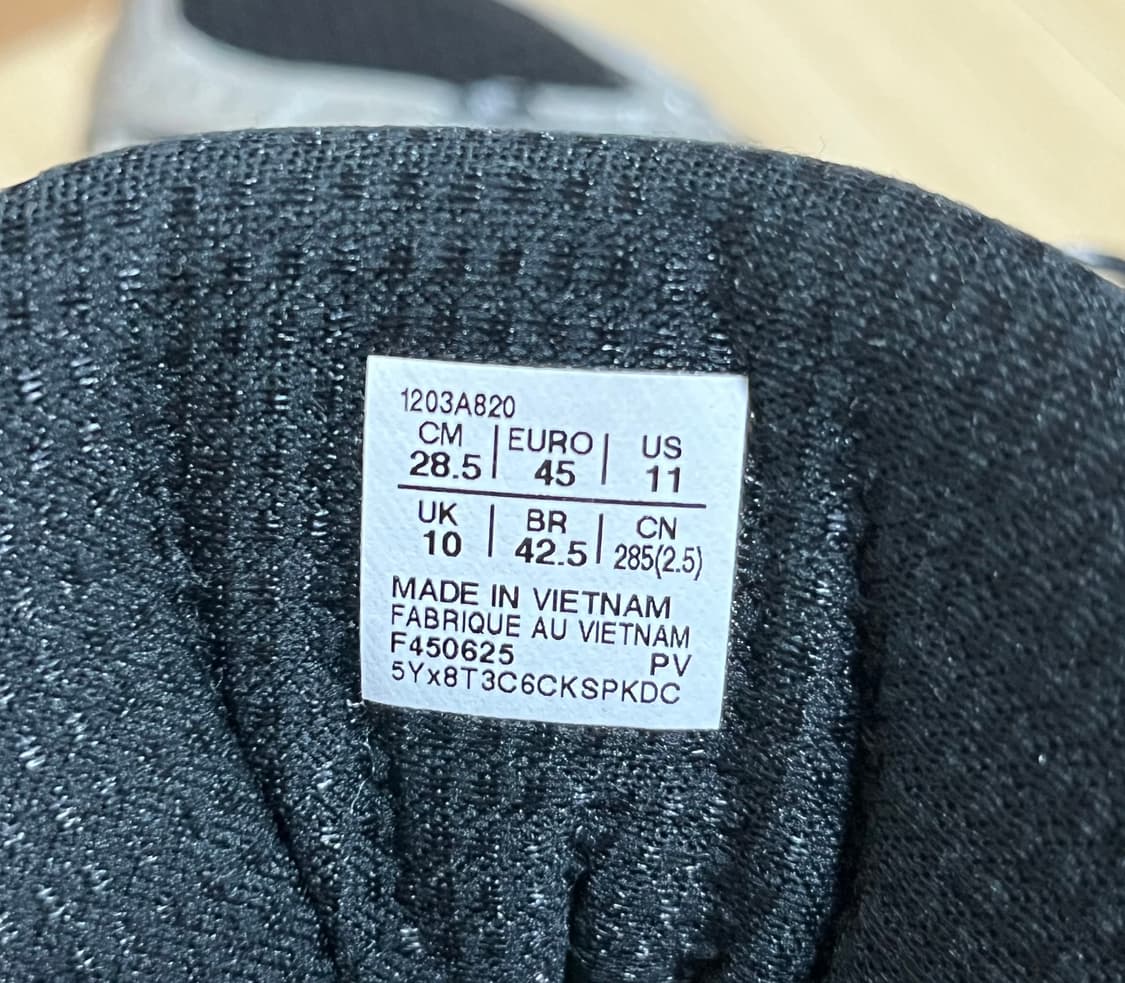 1203A820
CM | EURO | US
28.5 | 45 | 11
UK | BR | CN
10 | 42.5 | 285(2.5)
MADE IN VIETNAM
FABRIQUE AU VIETNAM
F450625 PV
5Yx8T3C6CKSPKDC